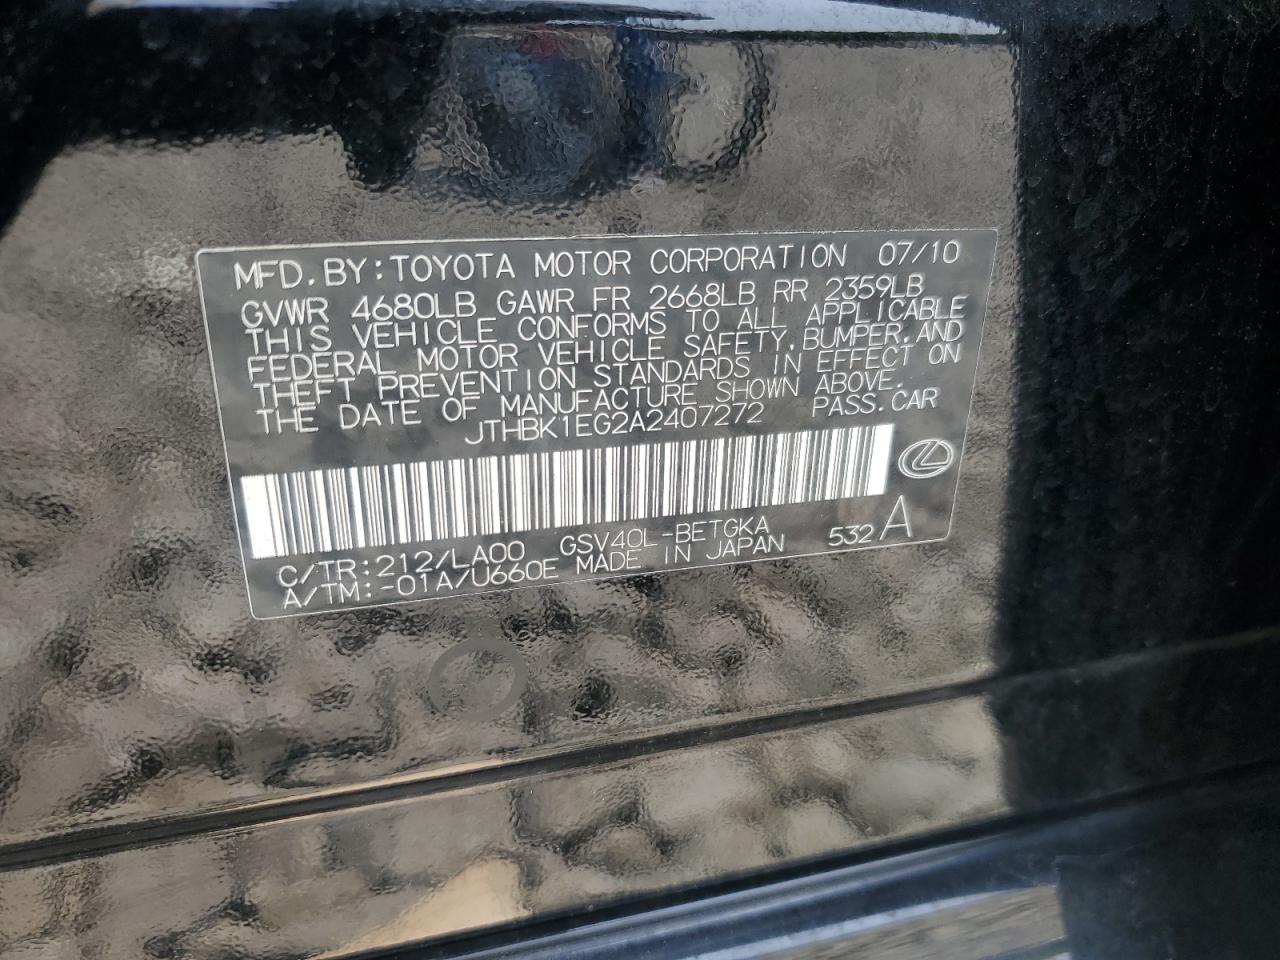 MFD.BY:TOYOTA MOTOR CORPORATION 07/10
GVWR 4680LB GAWR FR 2668LB RR 2359LB
THIS VEHICLE CONFORMS TO ALL APPLICABLE
FEDERAL MOTOR VEHICLE SAFETY,BUMPER,AND
THEFT PREVENTION STANDARDS IN EFFECT ON
THE DATE OF MANUFACTURE SHOWN ABOVE.
JTHBK1EG2A2407272 PASS.CAR
C/TR:212/LA00 GSV40L-BETGKA 532A
A/TM:-01A/U660E MADE IN JAPAN